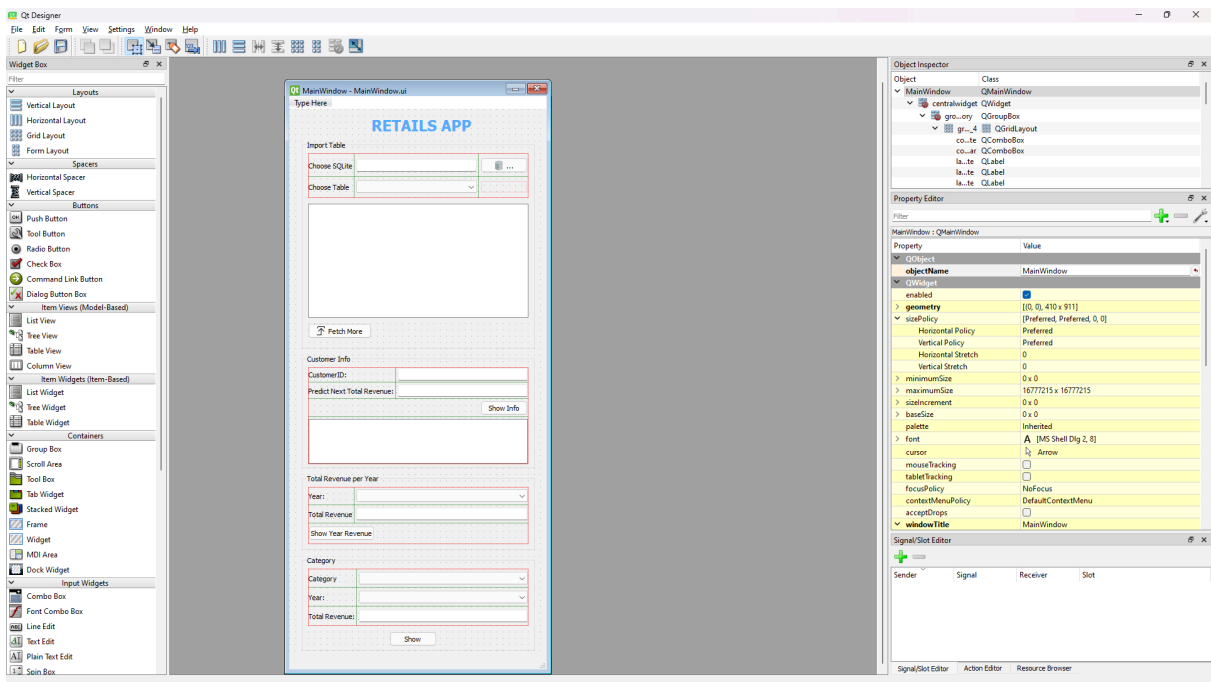 Qt Designer
File Edit Form View Settings Window Help
Widget Box
Filter
Layouts
Vertical Layout
Horizontal Layout
Grid Layout
Form Layout
Spacers
Horizontal Spacer
Vertical Spacer
Buttons
Push Button
Tool Button
Radio Button
Check Box
Command Link Button
Dialog Button Box
Item Views (Model-Based)
List View
Tree View
Table View
Column View
Item Widgets (Item-Based)
List Widget
Tree Widget
Table Widget
Containers
Group Box
Scroll Area
Tool Box
Tab Widget
Stacked Widget
Frame
Widget
MDI Area
Dock Widget
Input Widgets
Combo Box
Font Combo Box
Line Edit
Text Edit
Plain Text Edit
Spin Box
MainWindow - MainWindow.ui
Type Here
RETAILS APP
Import Table
Choose SQLite
...
Choose Table
Fetch More
Customer Info
CustomerID:
Predict Next Total Revenue:
Show Info
Total Revenue per Year
Year:
Total Revenue
Show Year Revenue
Category
Category
Year:
Total Revenue:
Show
Object Inspector
Object Class
MainWindow QMainWindow
centralwidget QWidget
gro...ory QGroupBox
gr..._4 QGridLayout
co...te QComboBox
co...ar QComboBox
la...te QLabel
la...te QLabel
Property Editor
Filter
MainWindow : QMainWindow
Property Value
QObject
objectName MainWindow
QWidget
enabled
geometry [(0, 0), 410 x 911]
sizePolicy [Preferred, Preferred, 0, 0]
Horizontal Policy Preferred
Vertical Policy Preferred
Horizontal Stretch 0
Vertical Stretch 0
minimumSize 0 x 0
maximumSize 16777215 x 16777215
sizeIncrement 0 x 0
baseSize 0 x 0
palette Inherited
font A [MS Shell Dlg 2, 8]
cursor Arrow
mouseTracking
tabletTracking
focusPolicy NoFocus
contextMenuPolicy DefaultContextMenu
acceptDrops
windowTitle MainWindow
Signal/Slot Editor
Sender Signal Receiver Slot
Signal/Slot Editor Action Editor Resource Browser